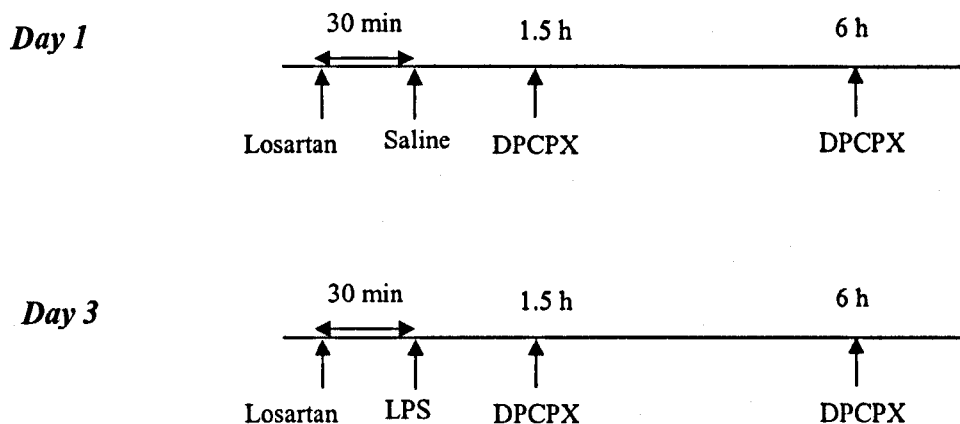 Day 1
30 min
1.5 h
6 h
Losartan
Saline
DPCPX
DPCPX
Day 3
30 min
1.5 h
6 h
Losartan
LPS
DPCPX
DPCPX